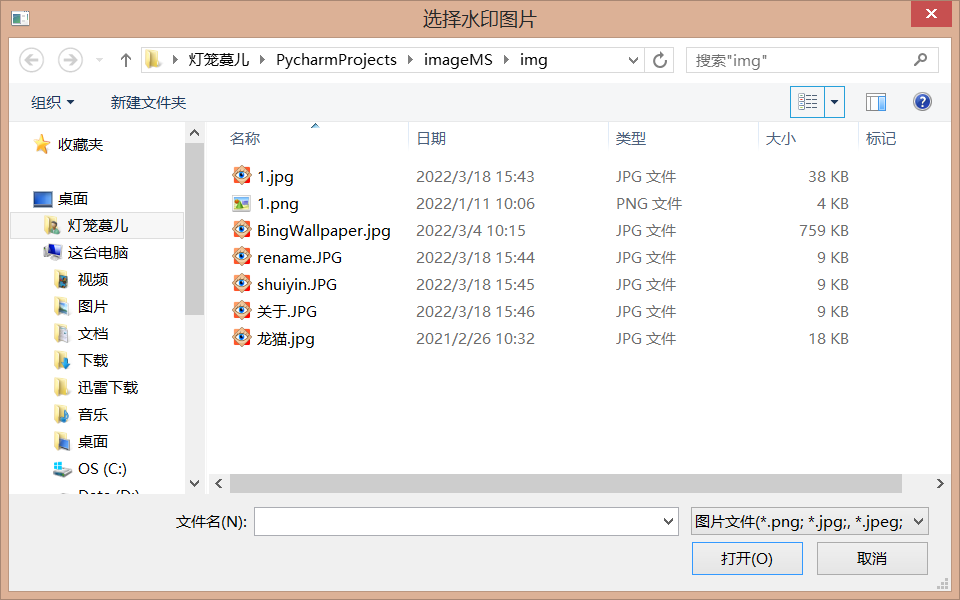 选择水印图片
灯笼蔓儿 PycharmProjects imageMS img
搜索"img"
组织 新建文件夹
收藏夹
桌面
灯笼蔓儿
这台电脑
视频
图片
文档
下载
迅雷下载
音乐
桌面
OS (C:)
Data (D:)
名称 日期 类型 大小 标记
1.jpg 2022/3/18 15:43 JPG 文件 38 KB
1.png 2022/1/11 10:06 PNG 文件 4 KB
BingWallpaper.jpg 2022/3/4 10:15 JPG 文件 759 KB
rename.JPG 2022/3/18 15:44 JPG 文件 9 KB
shuiyin.JPG 2022/3/18 15:45 JPG 文件 9 KB
关于.JPG 2022/3/18 15:46 JPG 文件 9 KB
龙猫.jpg 2021/2/26 10:32 JPG 文件 18 KB
文件名(N): 图片文件(*.png; *.jpg;, *.jpeg;
打开(O) 取消